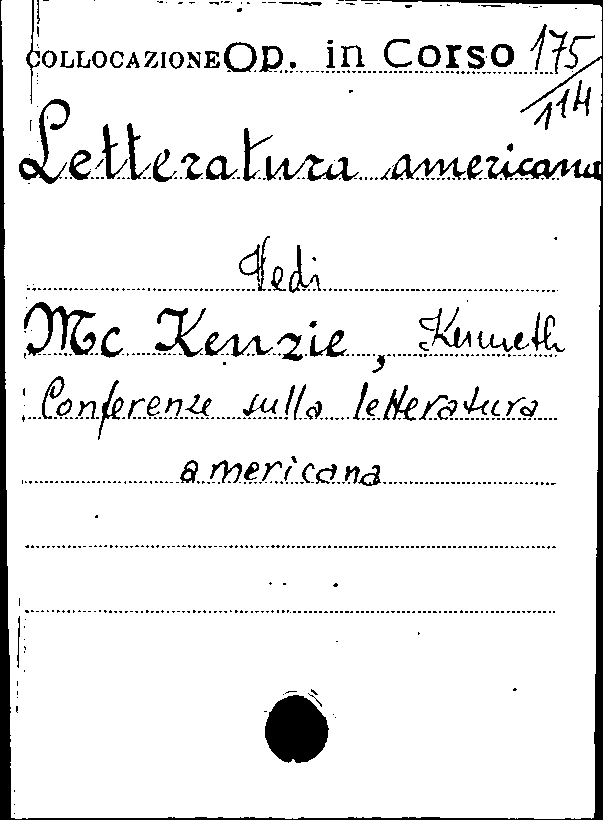 COLLOCAZIONE Op. in Corso 175/114
Letteratura americana
Vedi
Mc Kenzie, Kenneth
Conferenze sulla letteratura
americana